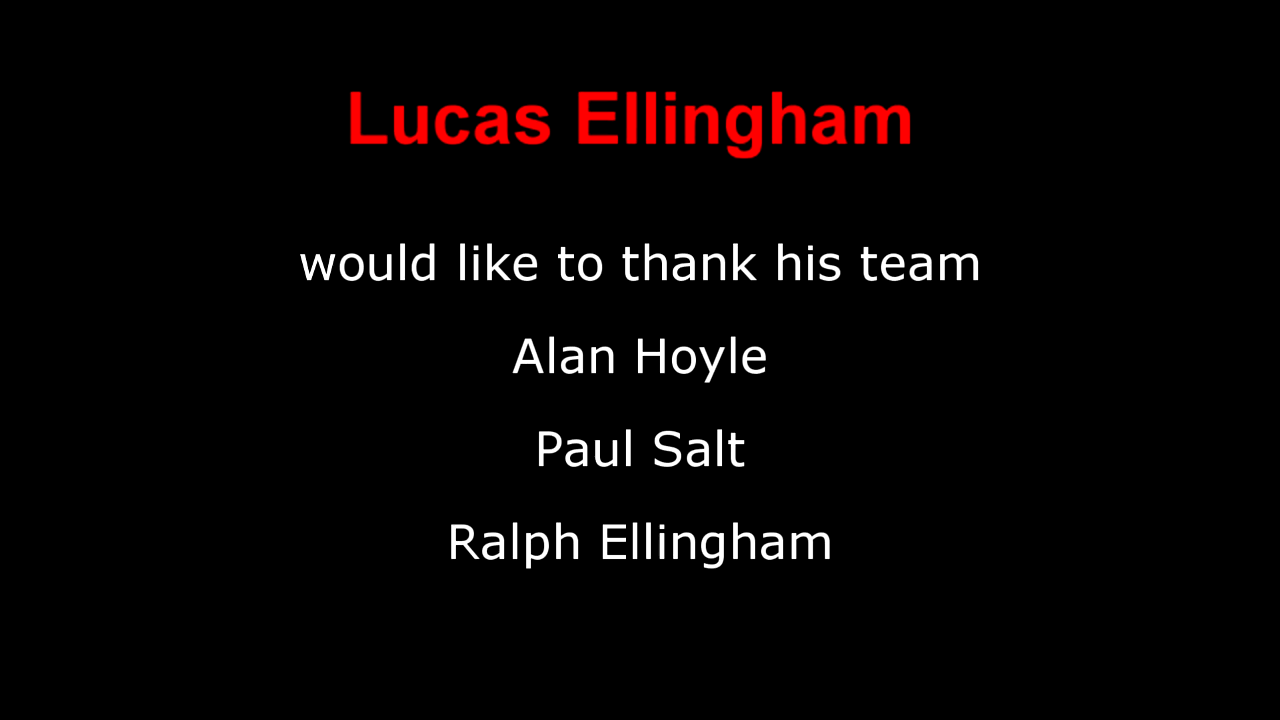 Lucas Ellingham
would like to thank his team
Alan Hoyle
Paul Salt
Ralph Ellingham